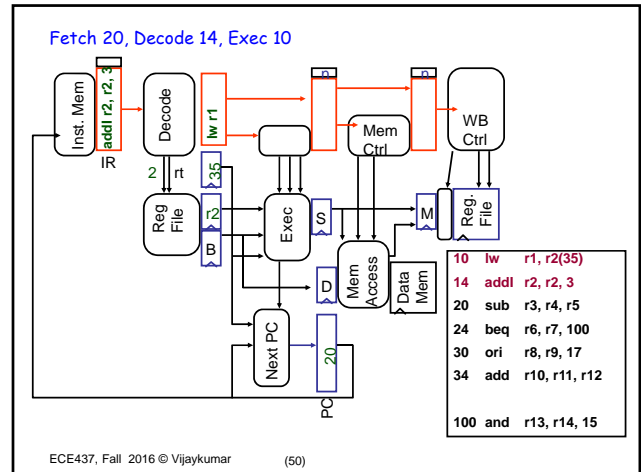 Fetch 20, Decode 14, Exec 10
Inst. Mem
addI r2, r2, 3
IR
Decode
lw r1
n
n
Mem
Ctrl
WB
Ctrl
2 rt
35
Reg
File
r2
B
Exec
S
M
Reg.
File
D
Mem
Access
Data
Mem
Next PC
20
PC
10 lw r1, r2(35)
14 addI r2, r2, 3
20 sub r3, r4, r5
24 beq r6, r7, 100
30 ori r8, r9, 17
34 add r10, r11, r12
100 and r13, r14, 15
ECE437, Fall 2016 © Vijaykumar (50)